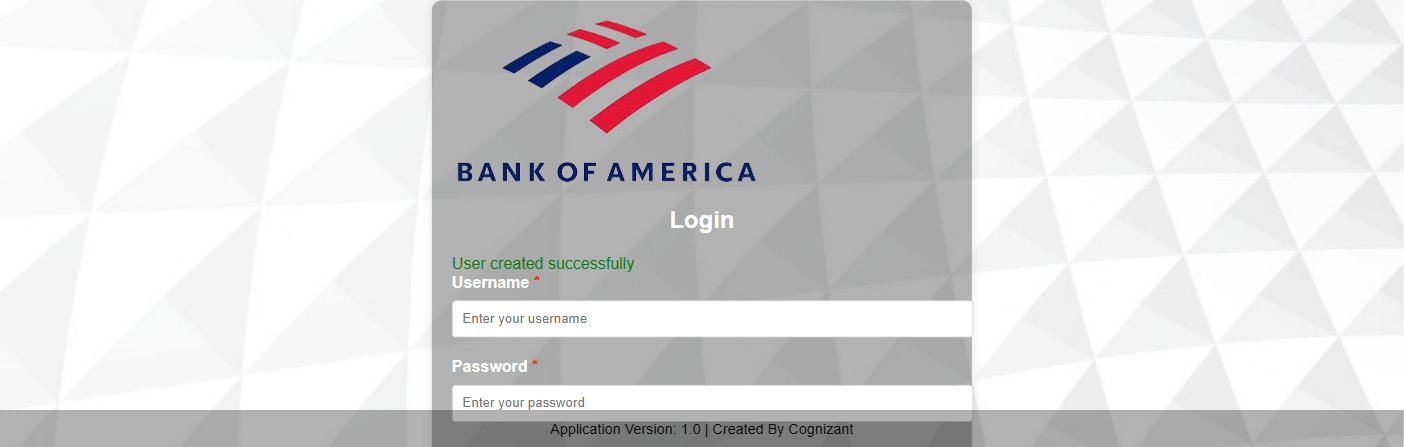 BANK OF AMERICA
Login
User created successfully
Username *
Enter your username
Password *
Enter your password
Application Version: 1.0 | Created By Cognizant